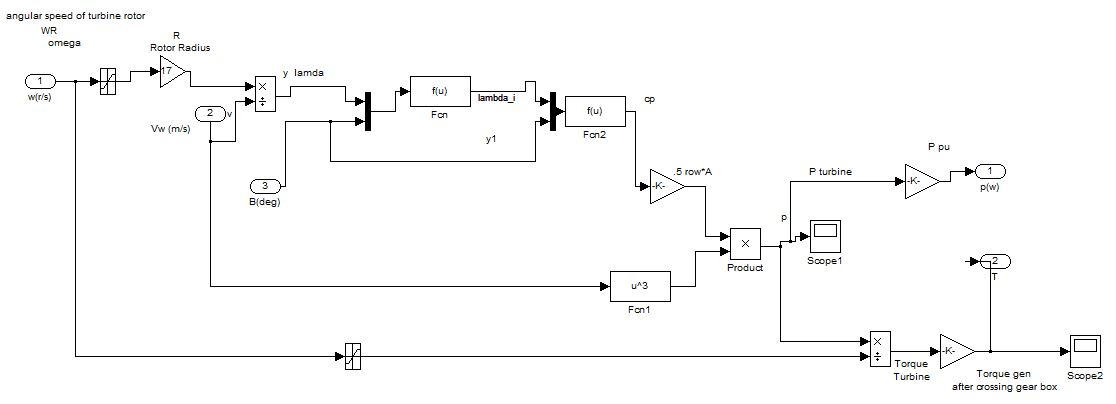 angular speed of turbine rotor
WR
omega
R
Rotor Radius
1
w(r/s)
17
y lamda
×
÷
2
v
Vw (m/s)
f(u)
Fcn
lambda_i
f(u)
Fcn2
cp
y1
3
B(deg)
-K-
.5 row*A
P pu
P turbine
-K-
1
p(w)
p
×
Product
Scope1
u^3
Fcn1
2
T
×
÷
Torque
Turbine
-K-
Torque gen
after crossing gear box
Scope2